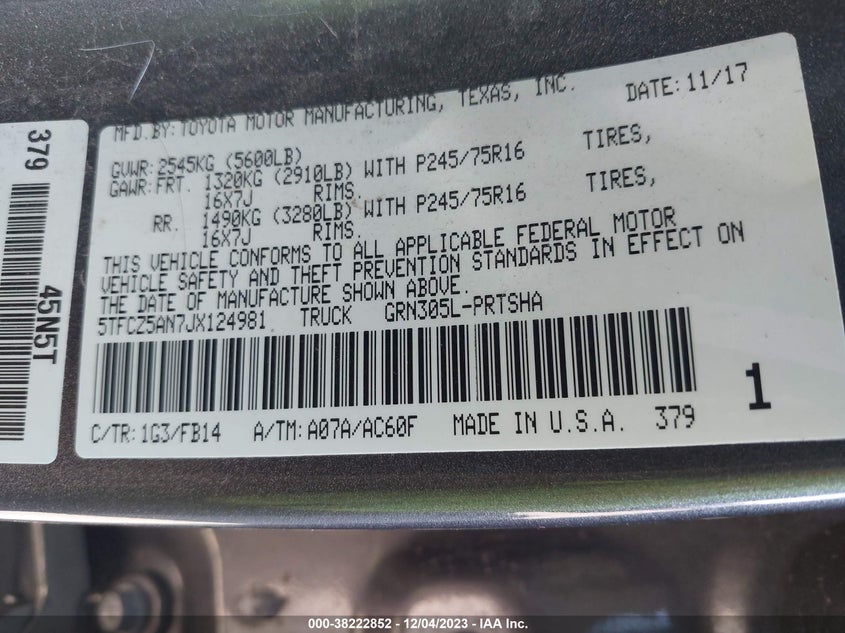 379
45N5T
MFD.BY:TOYOTA MOTOR MANUFACTURING, TEXAS, INC. DATE:11/17
GVWR:2545KG (5600LB)
GAWR:FRT. 1320KG (2910LB) WITH P245/75R16 TIRES,
16X7J RIMS.
RR. 1490KG (3280LB) WITH P245/75R16 TIRES,
16X7J RIMS.
THIS VEHICLE CONFORMS TO ALL APPLICABLE FEDERAL MOTOR
VEHICLE SAFETY AND THEFT PREVENTION STANDARDS IN EFFECT ON
THE DATE OF MANUFACTURE SHOWN ABOVE.
5TFCZ5AN7JX124981 TRUCK GRN305L-PRTSHA
1
C/TR:1G3/FB14 A/TM:A07A/AC60F MADE IN U.S.A. 379
000-38222852 / 12/04/2023 - IAA Inc.